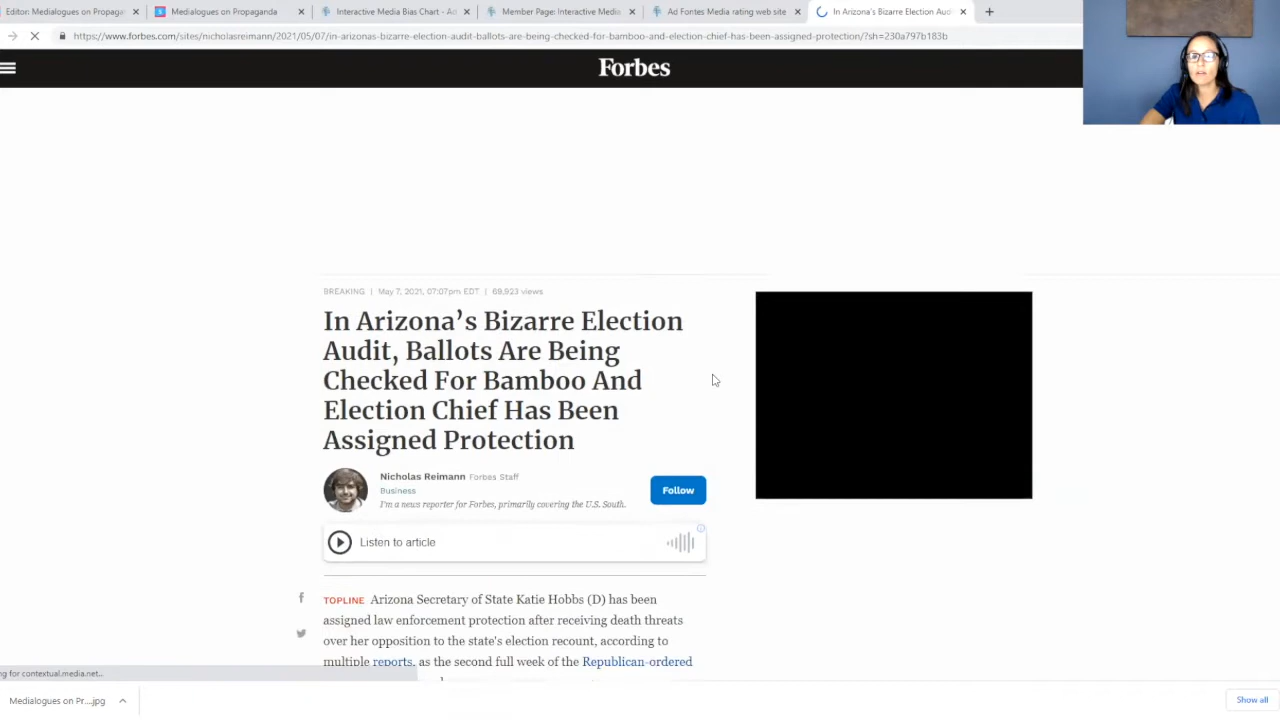 Editor: Medialogues on Propaga
Medialogues on Propaganda
Interactive Media Bias Chart - Ad
Member Page: Interactive Media
Ad Fontes Media rating web site
In Arizona's Bizarre Election Aud
https://www.forbes.com/sites/nicholasreimann/2021/05/07/in-arizonas-bizarre-election-audit-ballots-are-being-checked-for-bamboo-and-election-chief-has-been-assigned-protection/?sh=230a797b183b
Forbes
BREAKING | May 7, 2021, 07:07pm EDT | 69,923 views
In Arizona's Bizarre Election
Audit, Ballots Are Being
Checked For Bamboo And
Election Chief Has Been
Assigned Protection
Nicholas Reimann Forbes Staff
Business
I'm a news reporter for Forbes, primarily covering the U.S. South.
Follow
Listen to article
TOPLINE Arizona Secretary of State Katie Hobbs (D) has been
assigned law enforcement protection after receiving death threats
over her opposition to the state's election recount, according to
multiple reports, as the second full week of the Republican-ordered
ng for contextual.media.net...
Medialogues on Pr....jpg
Show all